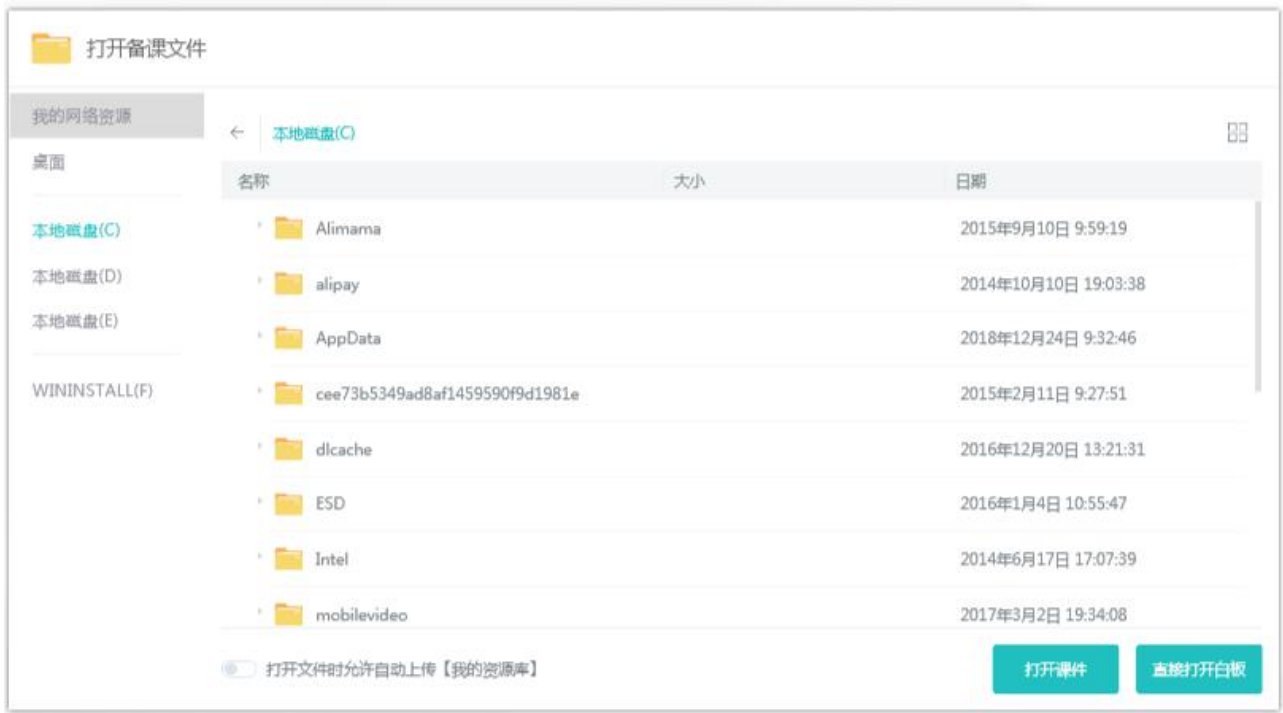 打开备课文件
我的网络资源
桌面
本地磁盘(C)
本地磁盘(D)
本地磁盘(E)
WININSTALL(F)
← 本地磁盘(C)
名称 大小 日期
Alimama 2015年9月10日 9:59:19
alipay 2014年10月10日 19:03:38
AppData 2018年12月24日 9:32:46
cee73b5349ad8af1459590f9d1981e 2015年2月11日 9:27:51
dlcache 2016年12月20日 13:21:31
ESD 2016年1月4日 10:55:47
Intel 2014年6月17日 17:07:39
mobilevideo 2017年3月2日 19:34:08
打开文件时允许自动上传【我的资源库】
打开课件 直接打开白板